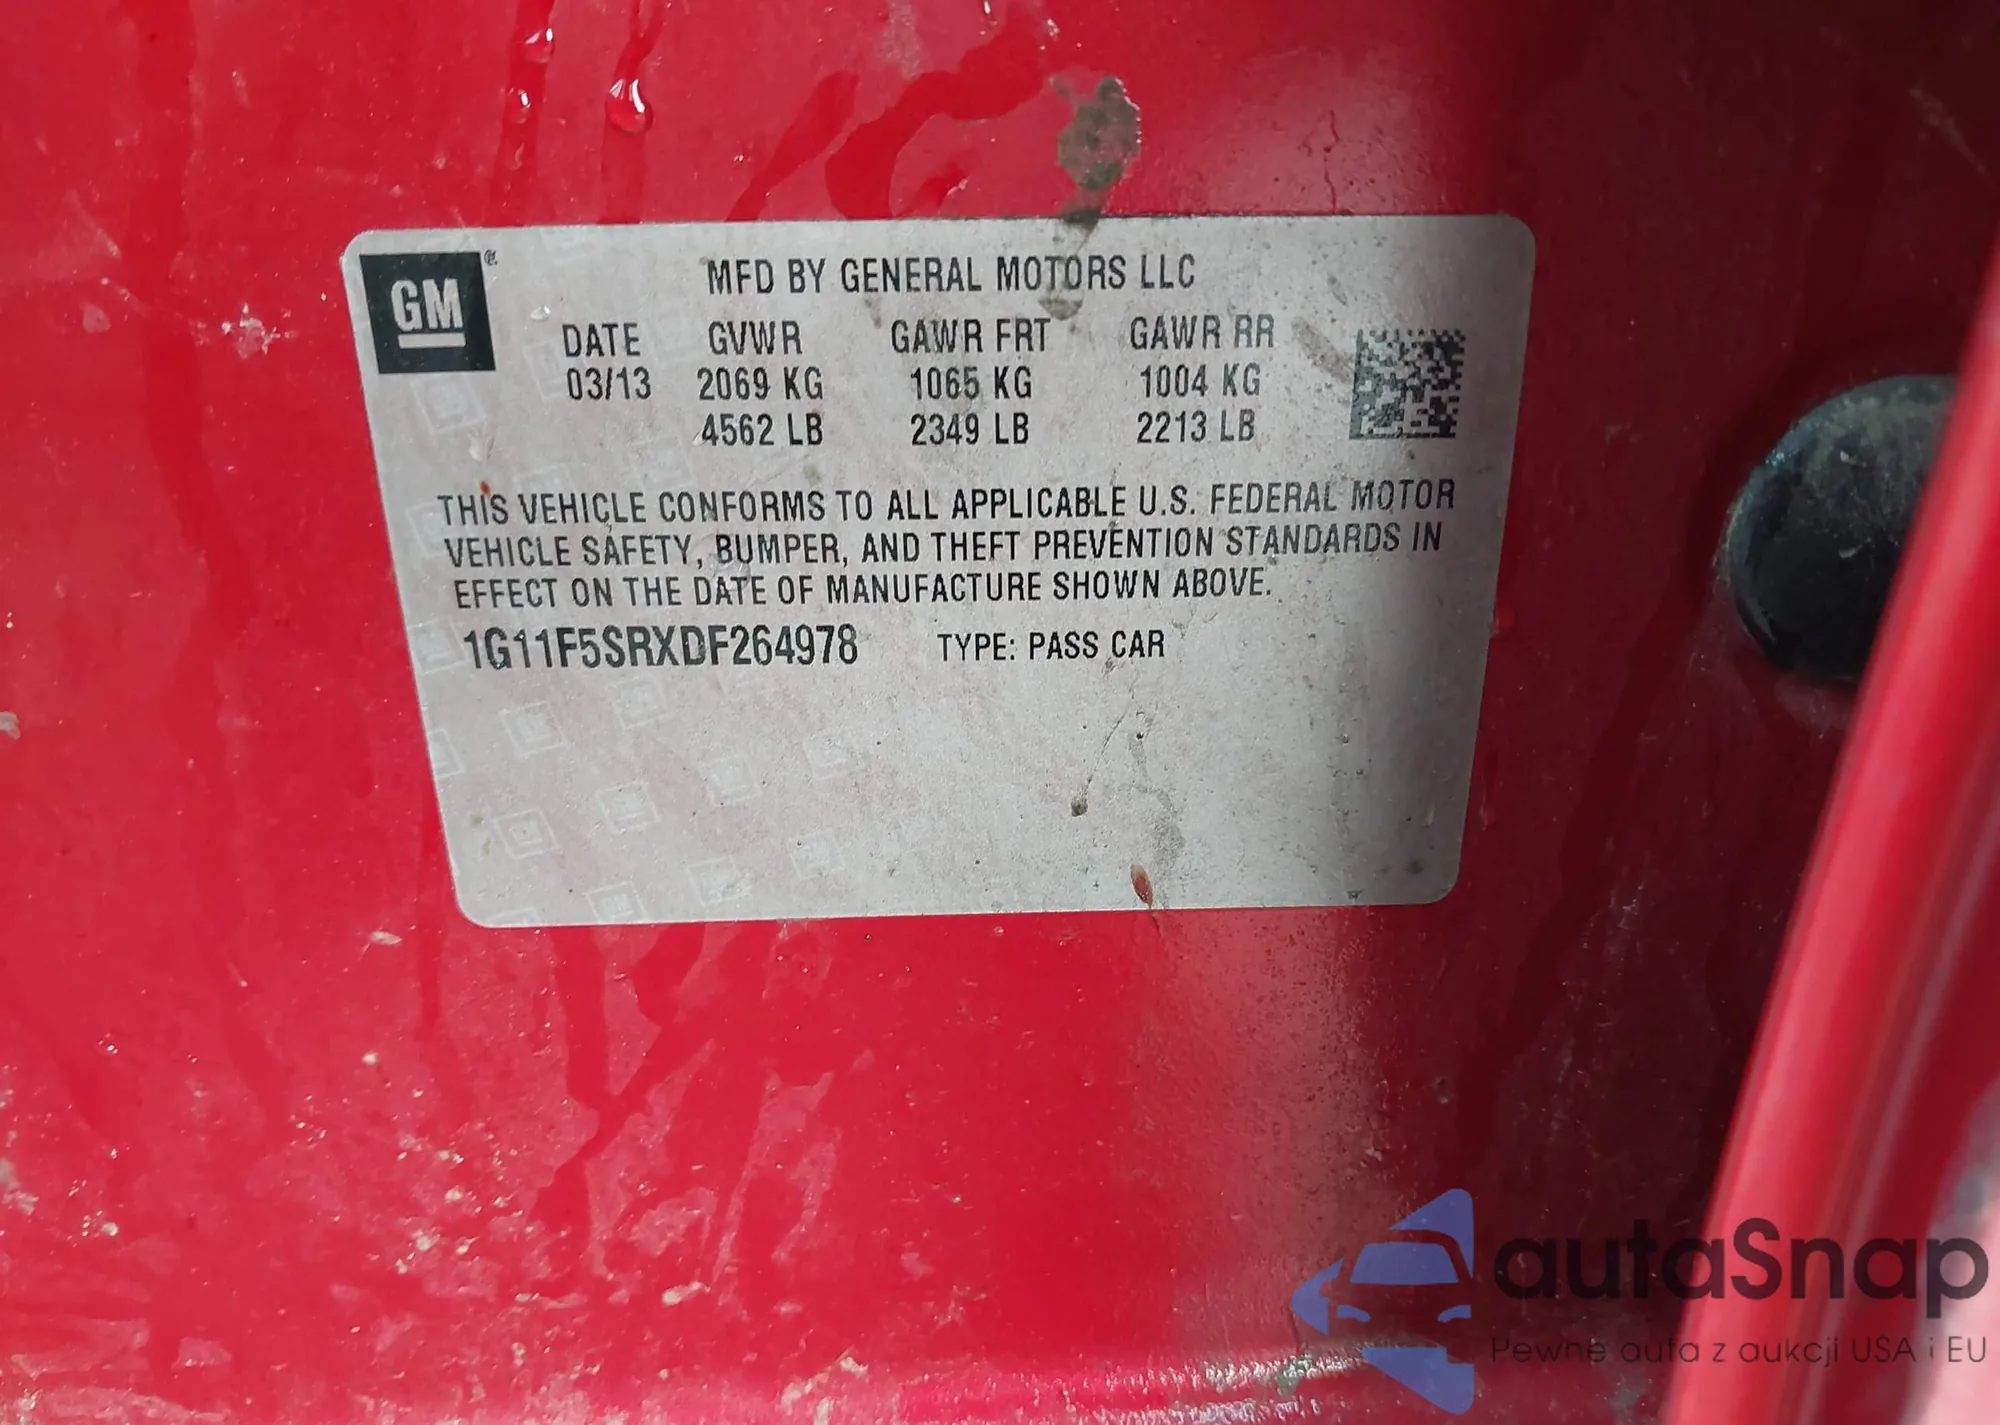 GM
MFD BY GENERAL MOTORS LLC
DATE GVWR GAWR FRT GAWR RR
03/13 2069 KG 1065 KG 1004 KG
4562 LB 2349 LB 2213 LB
THIS VEHICLE CONFORMS TO ALL APPLICABLE U.S. FEDERAL MOTOR
VEHICLE SAFETY, BUMPER, AND THEFT PREVENTION STANDARDS IN
EFFECT ON THE DATE OF MANUFACTURE SHOWN ABOVE.
1G11F5SRXDF264978 TYPE: PASS CAR
autaSnap
Pewne auta z aukcji USA i EU